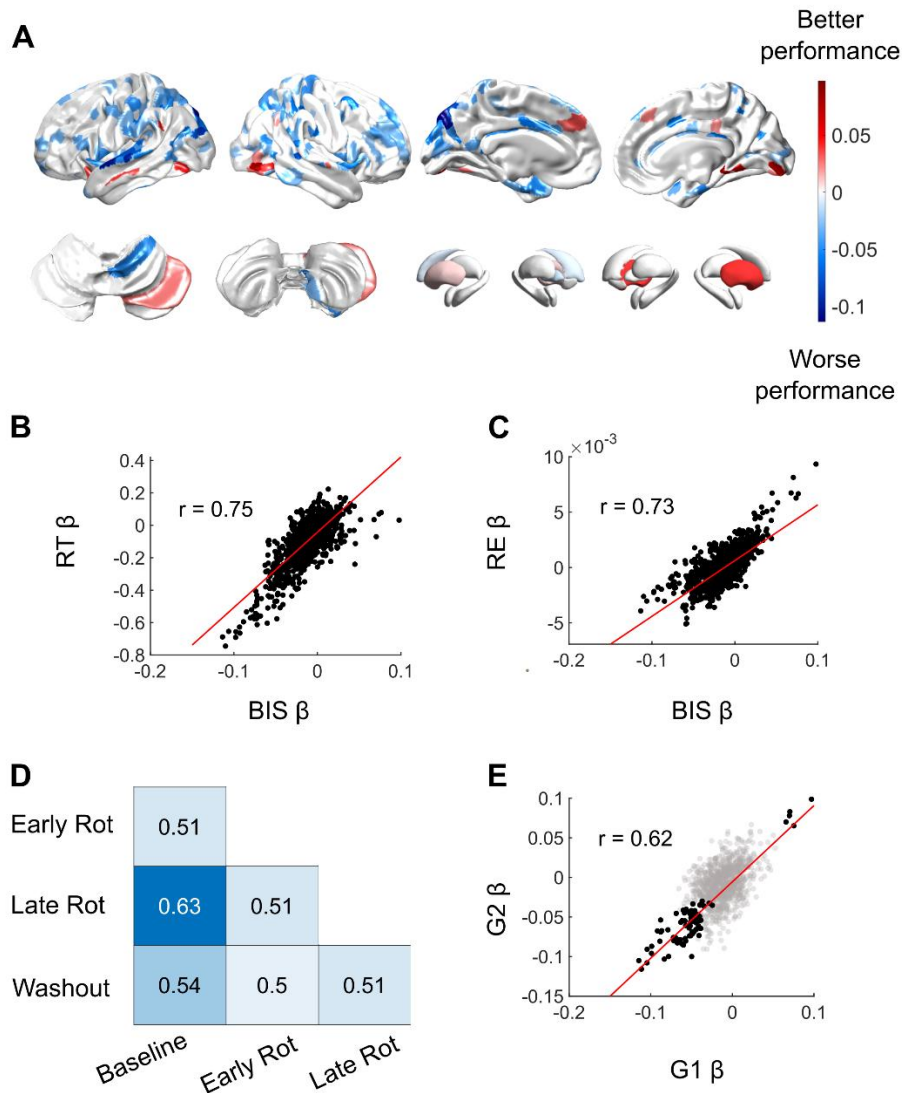 A
Better
performance
0.05
0
-0.05
-0.1
Worse
performance
B
0.4
0.2
0
-0.2
-0.4
-0.6
-0.8
-0.2
-0.1
0
0.1
RT β
BIS β
r = 0.75
C
×10⁻³
10
5
0
-5
-0.2
-0.1
0
0.1
RE β
BIS β
r = 0.73
D
Early Rot
0.51
Late Rot
0.63
0.51
Washout
0.54
0.5
0.51
Baseline
Early Rot
Late Rot
E
0.1
0.05
0
-0.05
-0.1
-0.15
-0.2
-0.1
0
0.1
G2 β
G1 β
r = 0.62